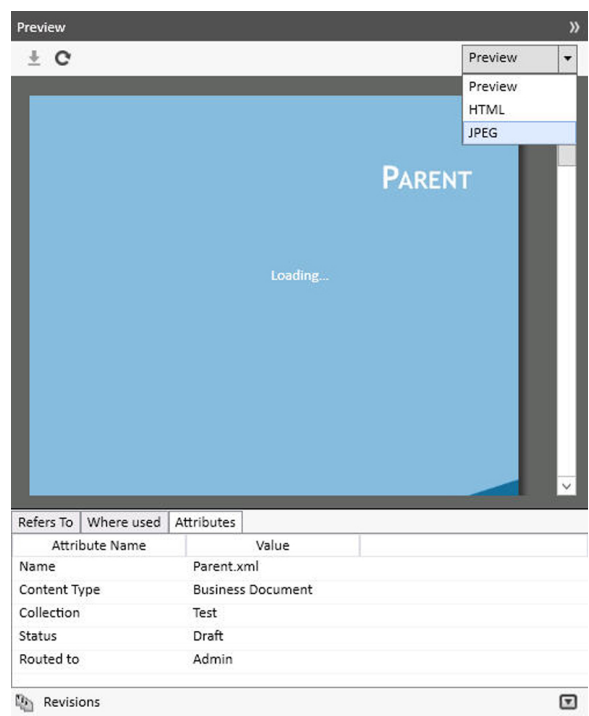 Preview
Preview
Preview
HTML
JPEG
PARENT
Loading...
Refers To Where used Attributes
Attribute Name Value
Name Parent.xml
Content Type Business Document
Collection Test
Status Draft
Routed to Admin
Revisions